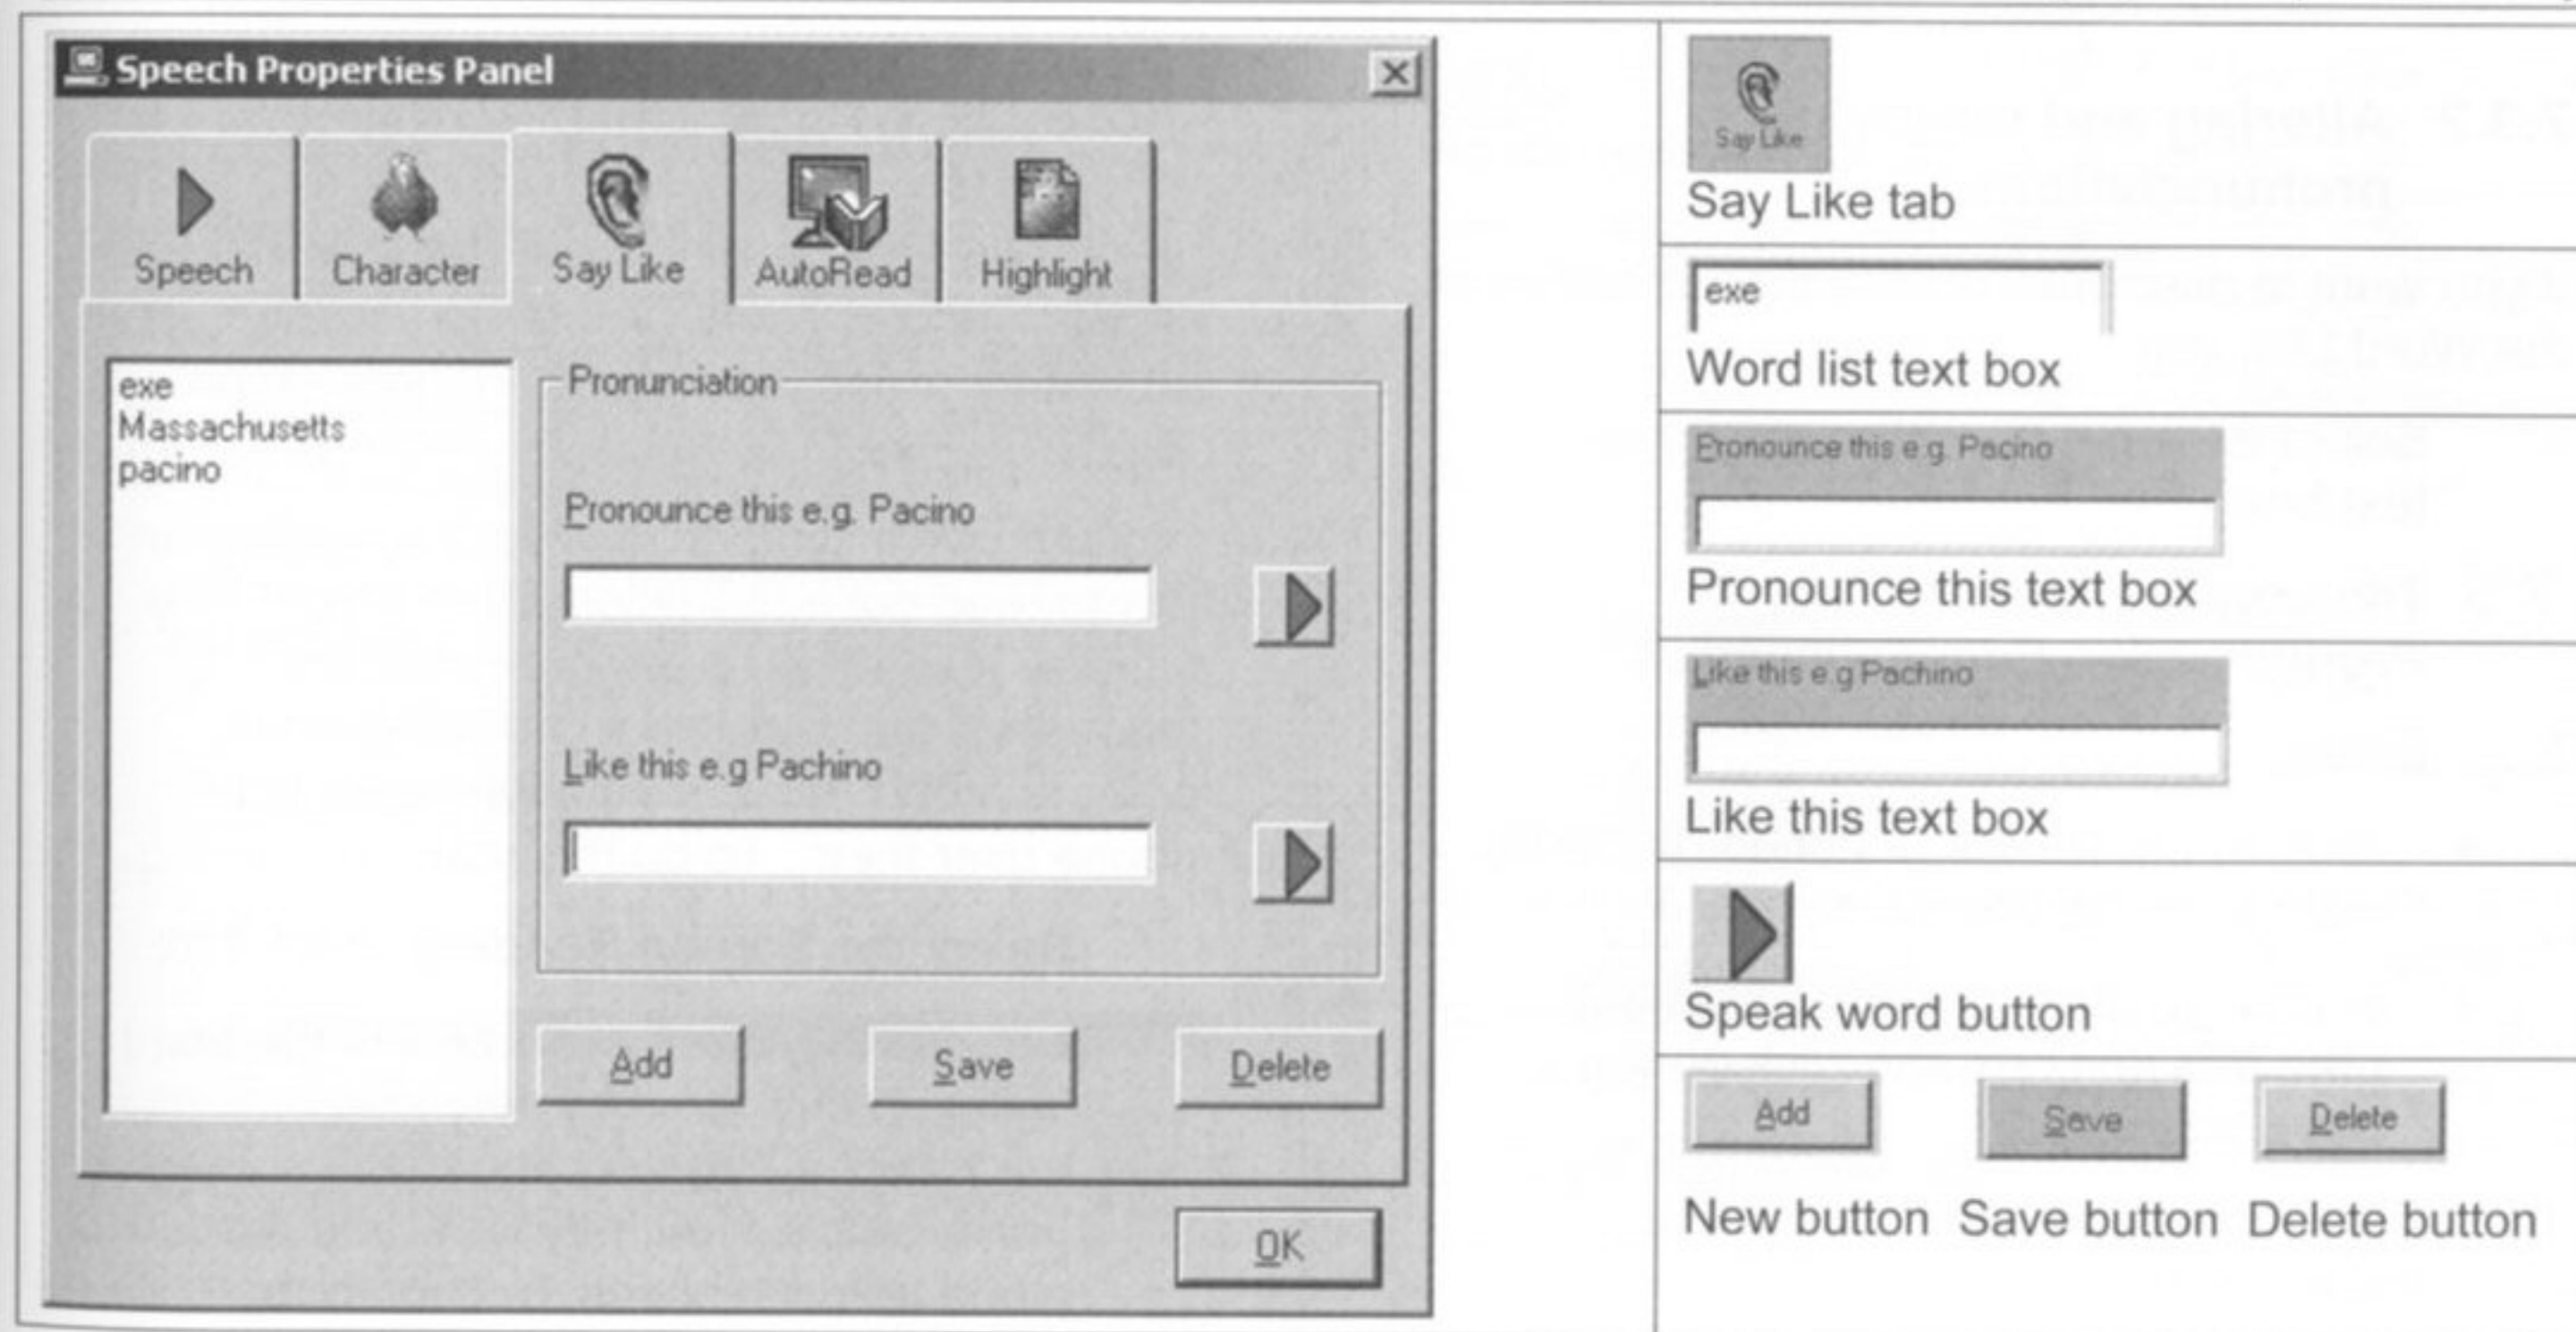 Speech Properties Panel
Speech Character Say Like AutoRead Highlight
exe
Massachusetts
pacino
Pronunciation
Pronounce this e.g. Pacino
Like this e.g Pachino
Add Save Delete
OK
Say Like
Say Like tab
exe
Word list text box
Pronounce this e.g. Pacino
Pronounce this text box
Like this e.g Pachino
Like this text box
Speak word button
Add Save Delete
New button Save button Delete button